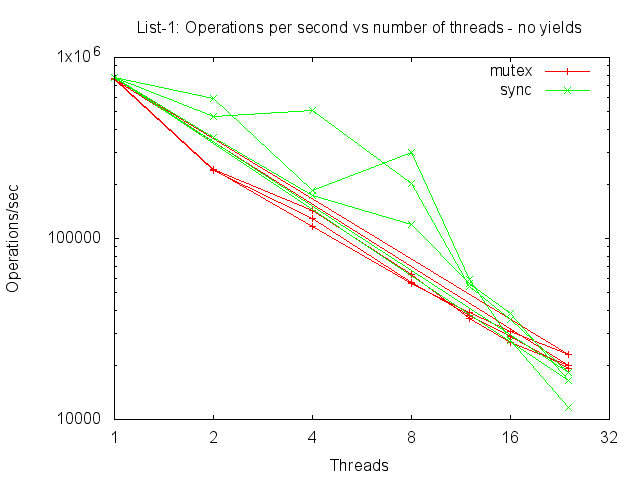 List-1: Operations per second vs number of threads - no yields
1x10^6
mutex
sync
100000
Operations/sec
10000
1 2 4 8 16 32
Threads